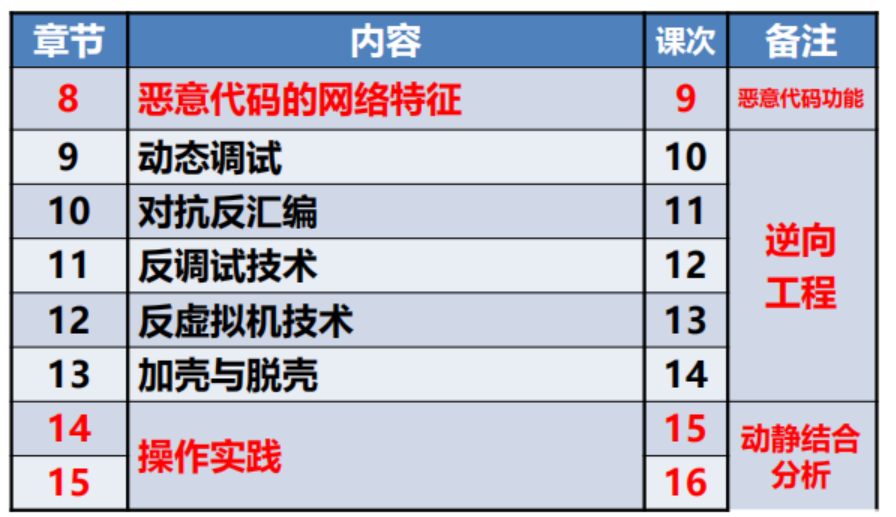 章节 内容 课次 备注
8 恶意代码的网络特征 9 恶意代码功能
9 动态调试 10
10 对抗反汇编 11
11 反调试技术 12
逆向
工程
12 反虚拟机技术 13
13 加壳与脱壳 14
14 15
操作实践
动静结合
分析
15 16